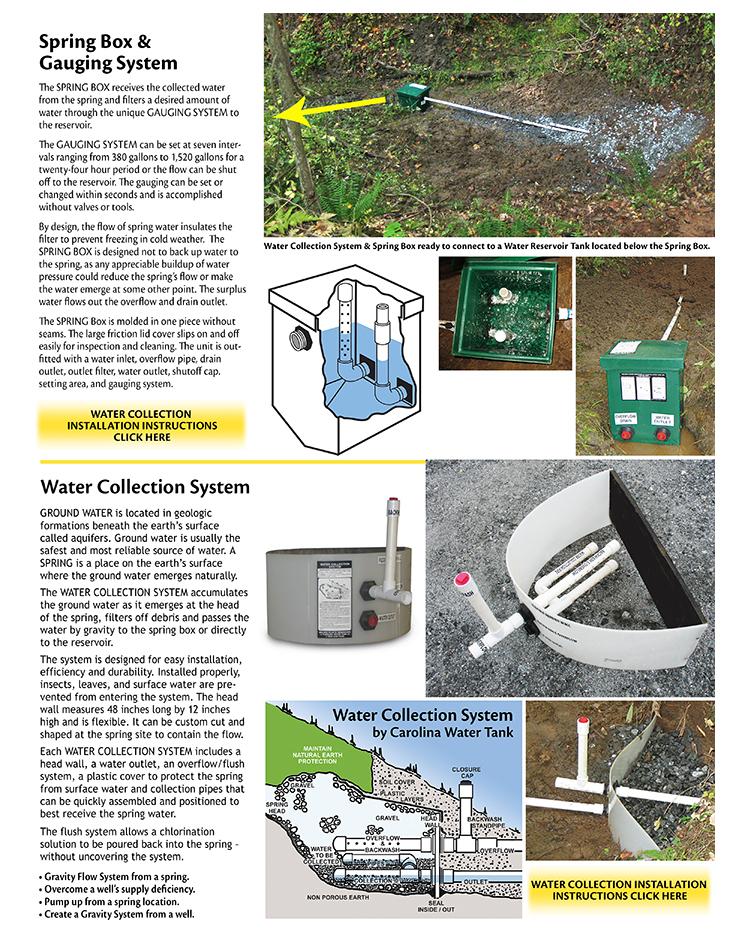 Spring Box &
Gauging System
The SPRING BOX receives the collected water
from the spring and filters a desired amount of
water through the unique GAUGING SYSTEM to
the reservoir.
The GAUGING SYSTEM can be set at seven inter-
vals ranging from 380 gallons to 1,520 gallons for a
twenty-four hour period or the flow can be shut
off to the reservoir. The gauging can be set or
changed within seconds and is accomplished
without valves or tools.
By design, the flow of spring water insulates the
filter to prevent freezing in cold weather. The
SPRING BOX is designed not to back up water to
the spring, as any appreciable buildup of water
pressure could reduce the spring's flow or make
the water emerge at some other point. The surplus
water flows out the overflow and drain outlet.
The SPRING Box is molded in one piece without
seams. The large friction lid cover slips on and off
easily for inspection and cleaning. The unit is out-
fitted with a water inlet, overflow pipe, drain
outlet, outlet filter, water outlet, shutoff cap.
setting area, and gauging system.
WATER COLLECTION
INSTALLATION INSTRUCTIONS
CLICK HERE
Water Collection System & Spring Box ready to connect to a Water Reservoir Tank located below the Spring Box.
OVERFLOW
DRAIN
WATER
OUTLET
Water Collection System
GROUND WATER is located in geologic
formations beneath the earth's surface
called aquifers. Ground water is usually the
safest and most reliable source of water. A
SPRING is a place on the earth's surface
where the ground water emerges naturally.
The WATER COLLECTION SYSTEM accumulates
the ground water as it emerges at the head
of the spring, filters off debris and passes the
water by gravity to the spring box or directly
to the reservoir.
The system is designed for easy installation,
efficiency and durability. Installed properly,
insects, leaves, and surface water are pre-
vented from entering the system. The head
wall measures 48 inches long by 12 inches
high and is flexible. It can be custom cut and
shaped at the spring site to contain the flow.
Each WATER COLLECTION SYSTEM includes a
head wall, a water outlet, an overflow/flush
system, a plastic cover to protect the spring
from surface water and collection pipes that
can be quickly assembled and positioned to
best receive the spring water.
The flush system allows a chlorination
solution to be poured back into the spring -
without uncovering the system.
• Gravity Flow System from a spring.
• Overcome a well's supply deficiency.
• Pump up from a spring location.
• Create a Gravity System from a well.
WATER COLLECTION
SYSTEM
Water Collection System
by Carolina Water Tank
MAINTAIN
NATURAL EARTH
PROTECTION
CLOSURE
CAP
SOIL COVER
PLASTIC
LAYERS
GRAVEL
SPRING
HEAD
GRAVEL
HEAD
WALL
BACKWASH
STANDPIPE
OVERFLOW
&
BACKWASH
OVERFLOW
WATER
TO BE
COLLECTED
COLLECTION
OUTLET
NON POROUS EARTH
SEAL
INSIDE / OUT
WATER COLLECTION INSTALLATION
INSTRUCTIONS CLICK HERE